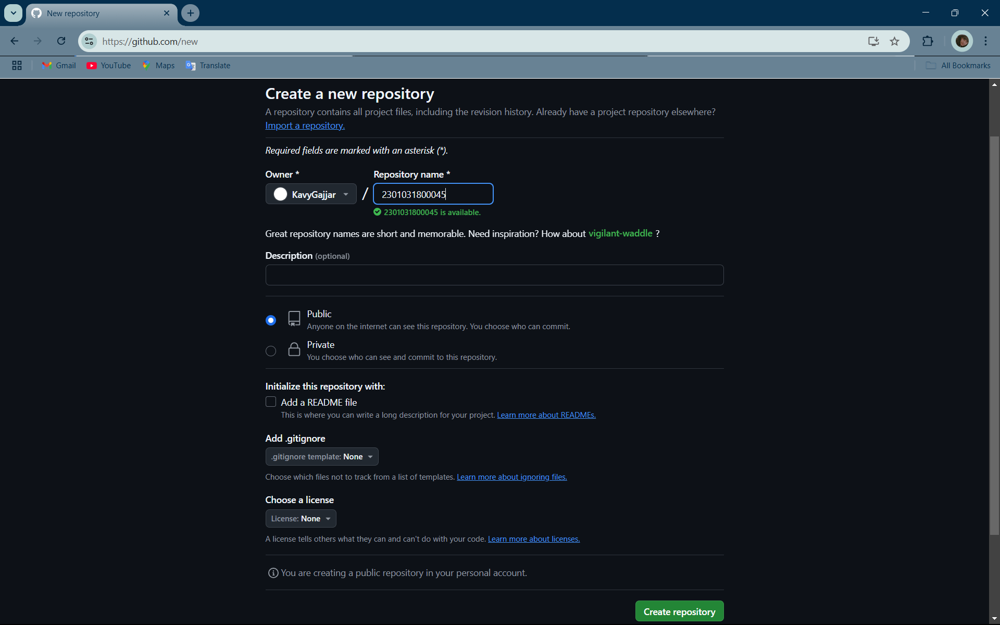 New repository
https://github.com/new
Gmail YouTube Maps Translate All Bookmarks
Create a new repository
A repository contains all project files, including the revision history. Already have a project repository elsewhere?
Import a repository.
Required fields are marked with an asterisk (*).
Owner * Repository name *
KavyGajjar / 2301031800045
2301031800045 is available.
Great repository names are short and memorable. Need inspiration? How about vigilant-waddle ?
Description (optional)
Public
Anyone on the internet can see this repository. You choose who can commit.
Private
You choose who can see and commit to this repository.
Initialize this repository with:
Add a README file
This is where you can write a long description for your project. Learn more about READMEs.
Add .gitignore
.gitignore template: None
Choose which files not to track from a list of templates. Learn more about ignoring files.
Choose a license
License: None
A license tells others what they can and can't do with your code. Learn more about licenses.
You are creating a public repository in your personal account.
Create repository